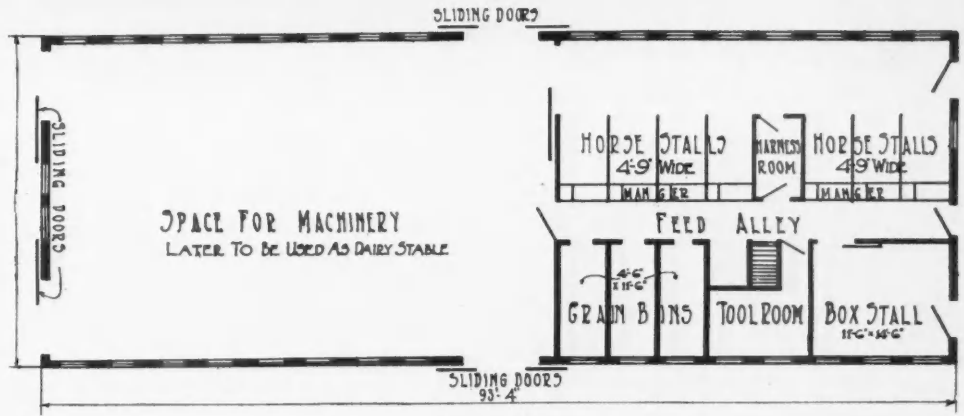 SLIDING DOORS
SLIDING DOORS
HORSE STALLS
4'-9" WIDE
HARNESS
ROOM
HORSE STALLS
4'-9" WIDE
MANGER
MANGER
SPACE FOR MACHINERY
LATER TO BE USED AS DAIRY STABLE
FEED ALLEY
4'-6"
x 11'-6"
GRAIN BINS
TOOL ROOM
BOX STALL
11'-6" x 14'-6"
SLIDING DOORS
93'-4"